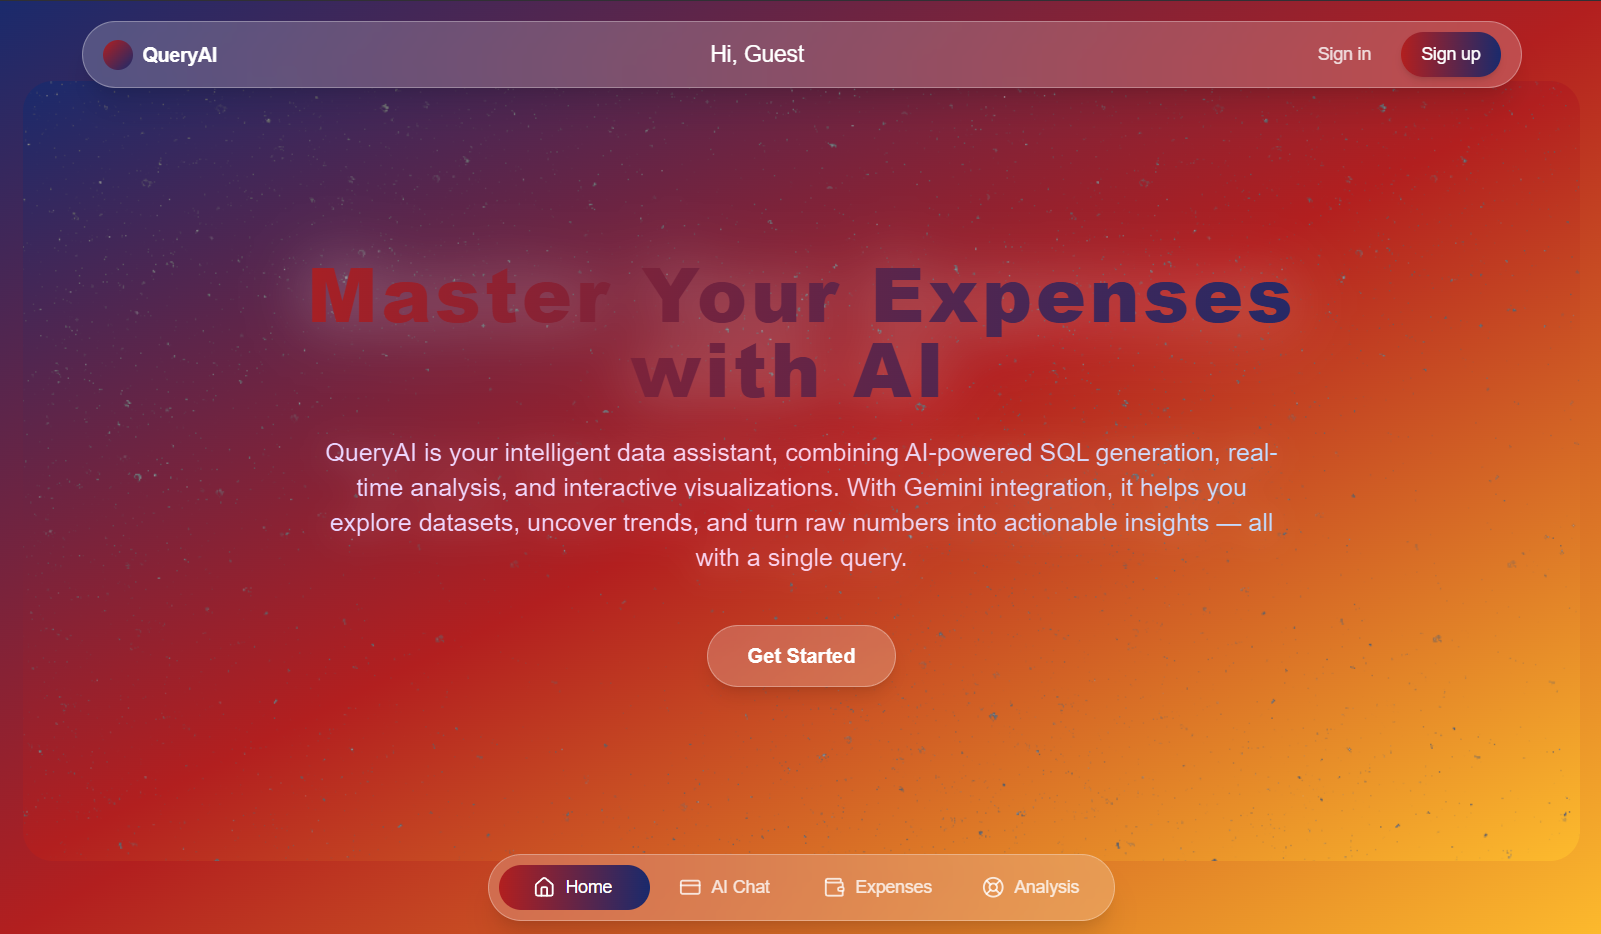 QueryAI
Hi, Guest
Sign in
Sign up
Master Your Expenses
with AI
QueryAI is your intelligent data assistant, combining AI-powered SQL generation, real-
time analysis, and interactive visualizations. With Gemini integration, it helps you
explore datasets, uncover trends, and turn raw numbers into actionable insights — all
with a single query.
Get Started
Home
AI Chat
Expenses
Analysis